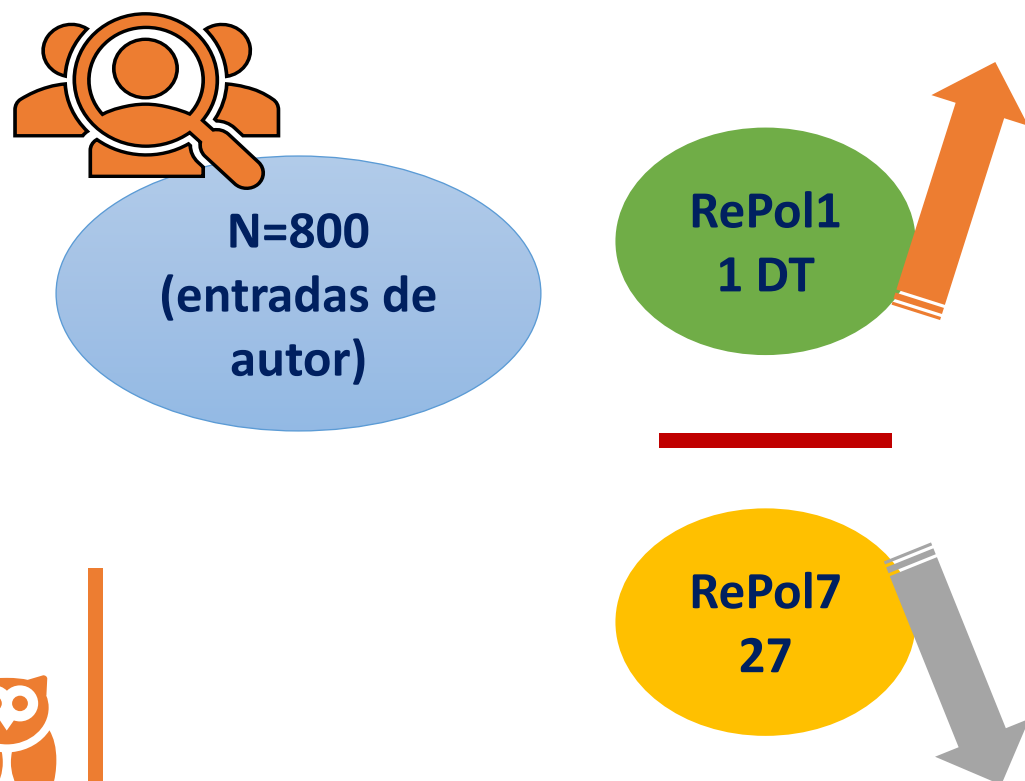 N=800
(entradas de
autor)
RePol1
1 DT
RePol7
27